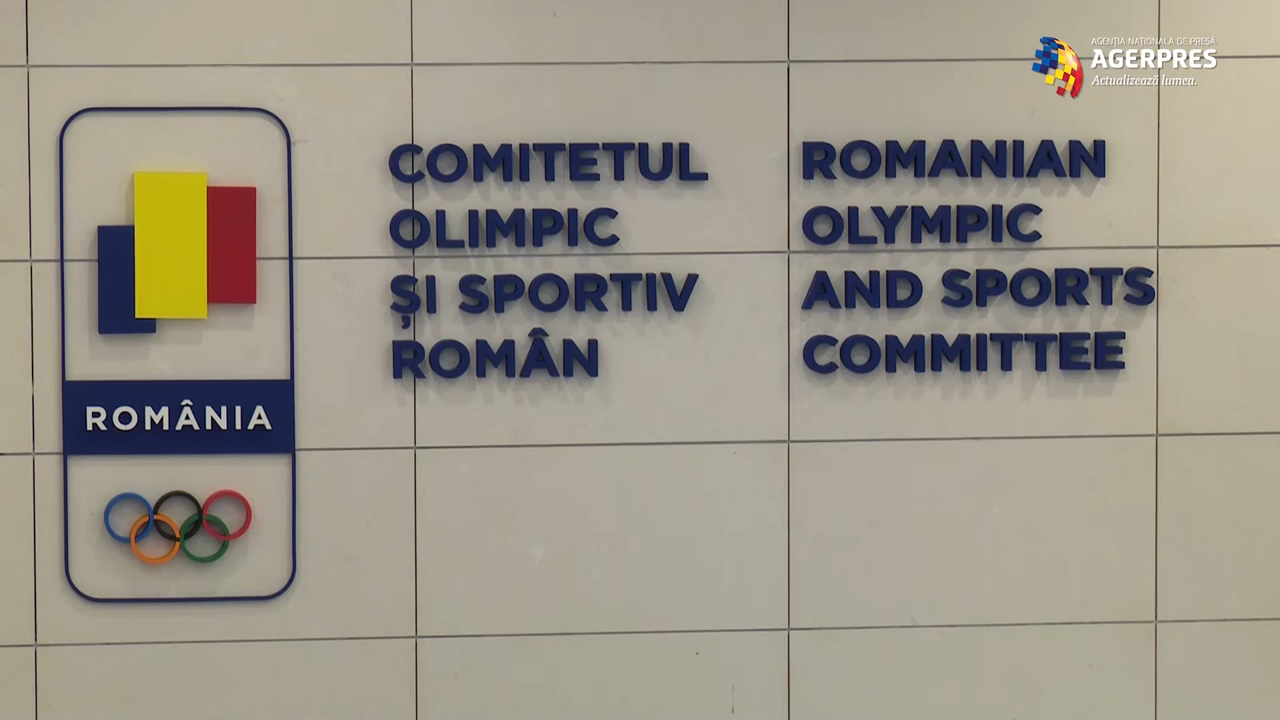 AGENȚIA NAȚIONALĂ DE PRESĂ
AGERPRES
Actualizează lumea.
COMITETUL
OLIMPIC
ȘI SPORTIV
ROMÂN
ROMANIAN
OLYMPIC
AND SPORTS
COMMITTEE
ROMÂNIA